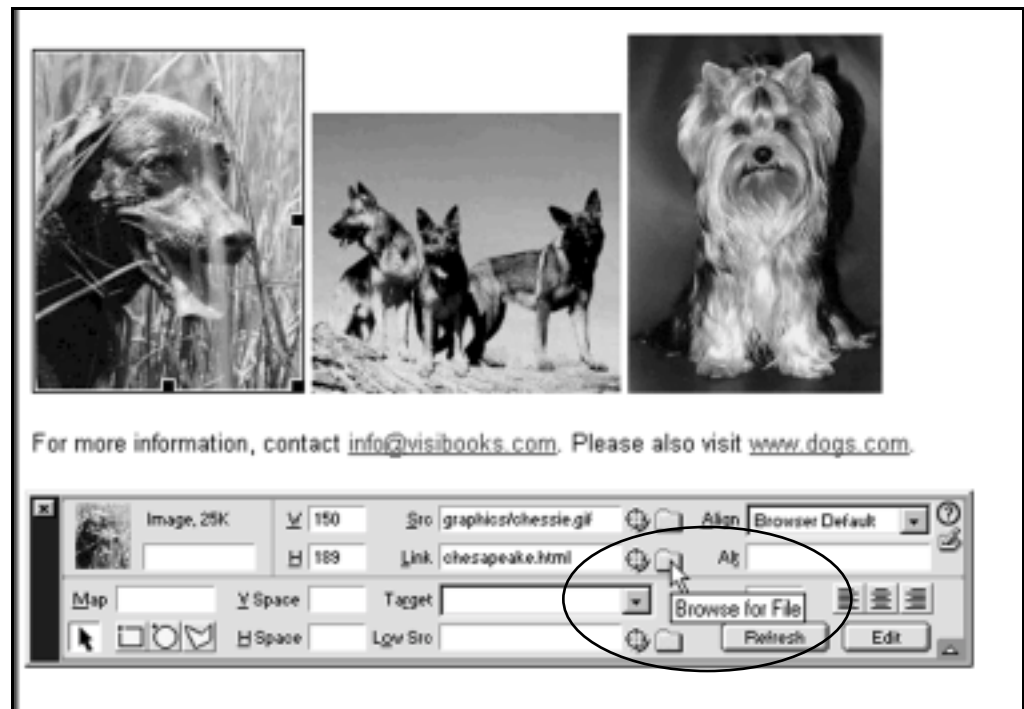 For more information, contact info@visibooks.com. Please also visit www.dogs.com.
Image, 25K W 150 Src graphics/chessie.gif Align Browser Default
H 189 Link chesapeake.html Alt
Map V Space Target
Browse for File
H Space Low Src Refresh Edit